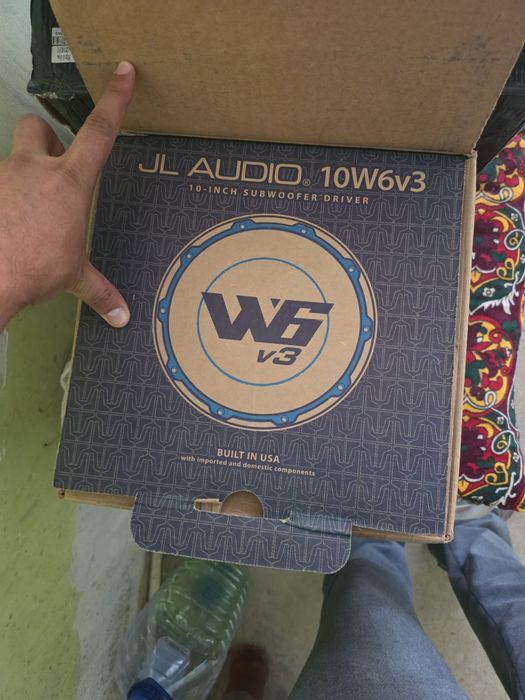 JL AUDIO® 10W6v3
10-INCH SUBWOOFER DRIVER
W6
v3
BUILT IN USA
with imported and domestic components